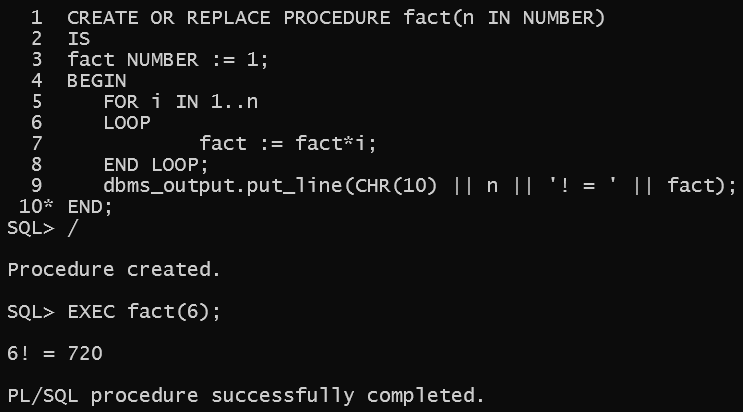 1  CREATE OR REPLACE PROCEDURE fact(n IN NUMBER)
  2  IS
  3  fact NUMBER := 1;
  4  BEGIN
  5     FOR i IN 1..n
  6     LOOP
  7             fact := fact*i;
  8     END LOOP;
  9     dbms_output.put_line(CHR(10) || n || '! = ' || fact);
 10* END;
SQL> /
Procedure created.
SQL> EXEC fact(6);
6! = 720
PL/SQL procedure successfully completed.